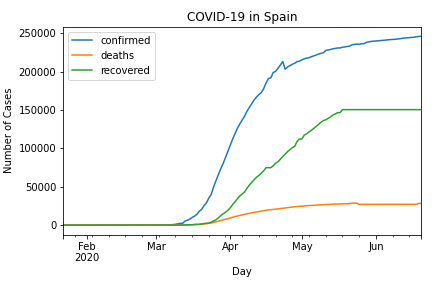 COVID-19 in Spain
confirmed
deaths
recovered
Number of Cases
250000
200000
150000
100000
50000
0
Feb
2020
Mar
Apr
May
Jun
Day